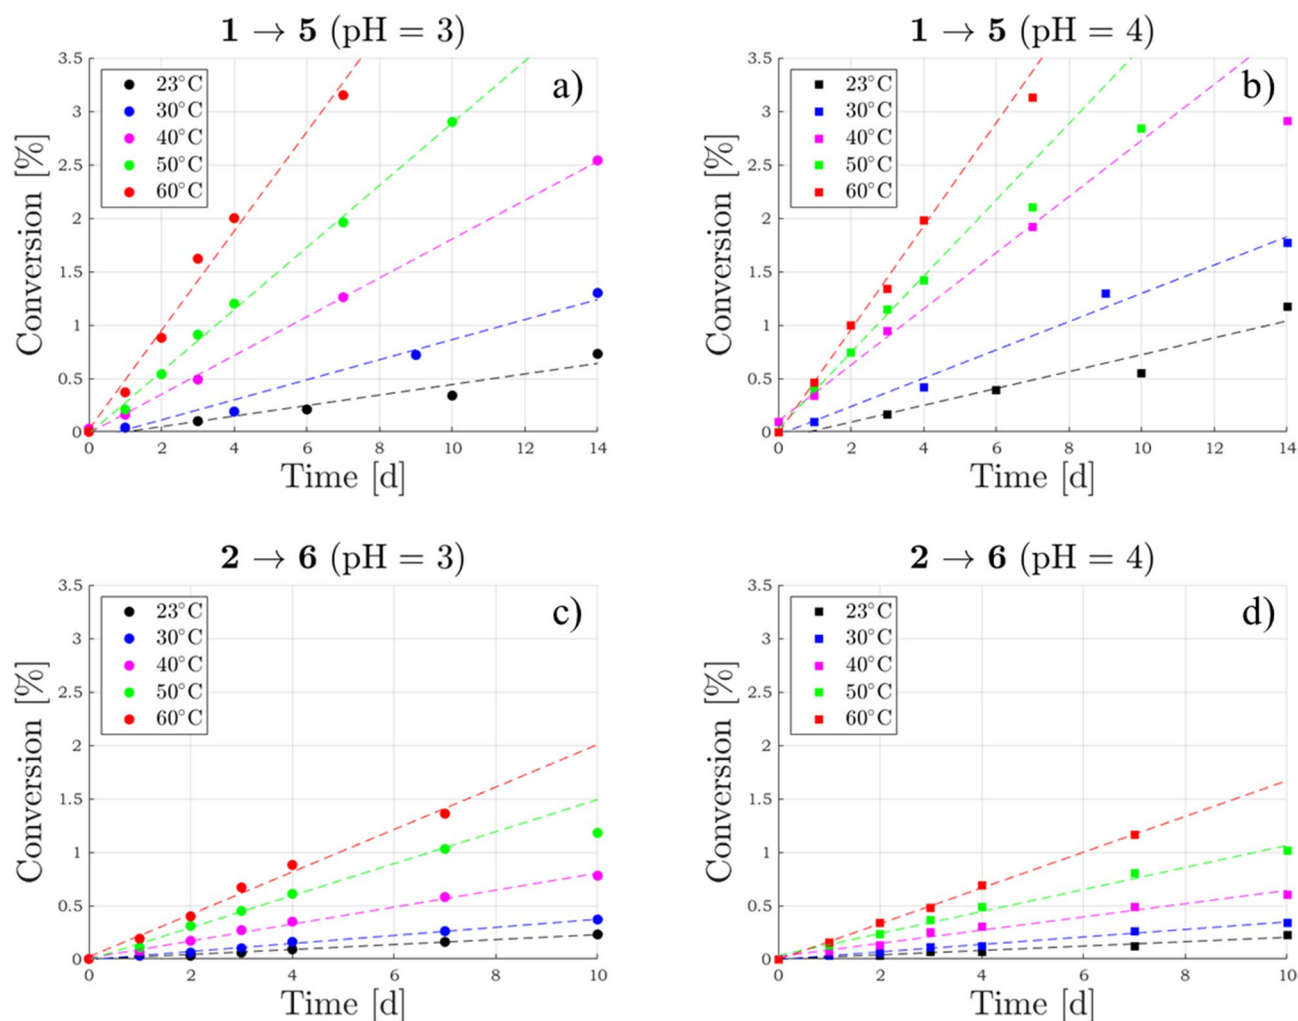 1 → 5 (pH = 3)
3.5
3
2.5
2
1.5
1
0.5
0
Conversion [%]
23°C
30°C
40°C
50°C
60°C
a)
0 2 4 6 8 10 12 14
Time [d]
1 → 5 (pH = 4)
3.5
3
2.5
2
1.5
1
0.5
0
Conversion [%]
23°C
30°C
40°C
50°C
60°C
b)
0 2 4 6 8 10 12 14
Time [d]
2 → 6 (pH = 3)
3.5
3
2.5
2
1.5
1
0.5
0
Conversion [%]
23°C
30°C
40°C
50°C
60°C
c)
0 2 4 6 8 10
Time [d]
2 → 6 (pH = 4)
3.5
3
2.5
2
1.5
1
0.5
0
Conversion [%]
23°C
30°C
40°C
50°C
60°C
d)
0 2 4 6 8 10
Time [d]